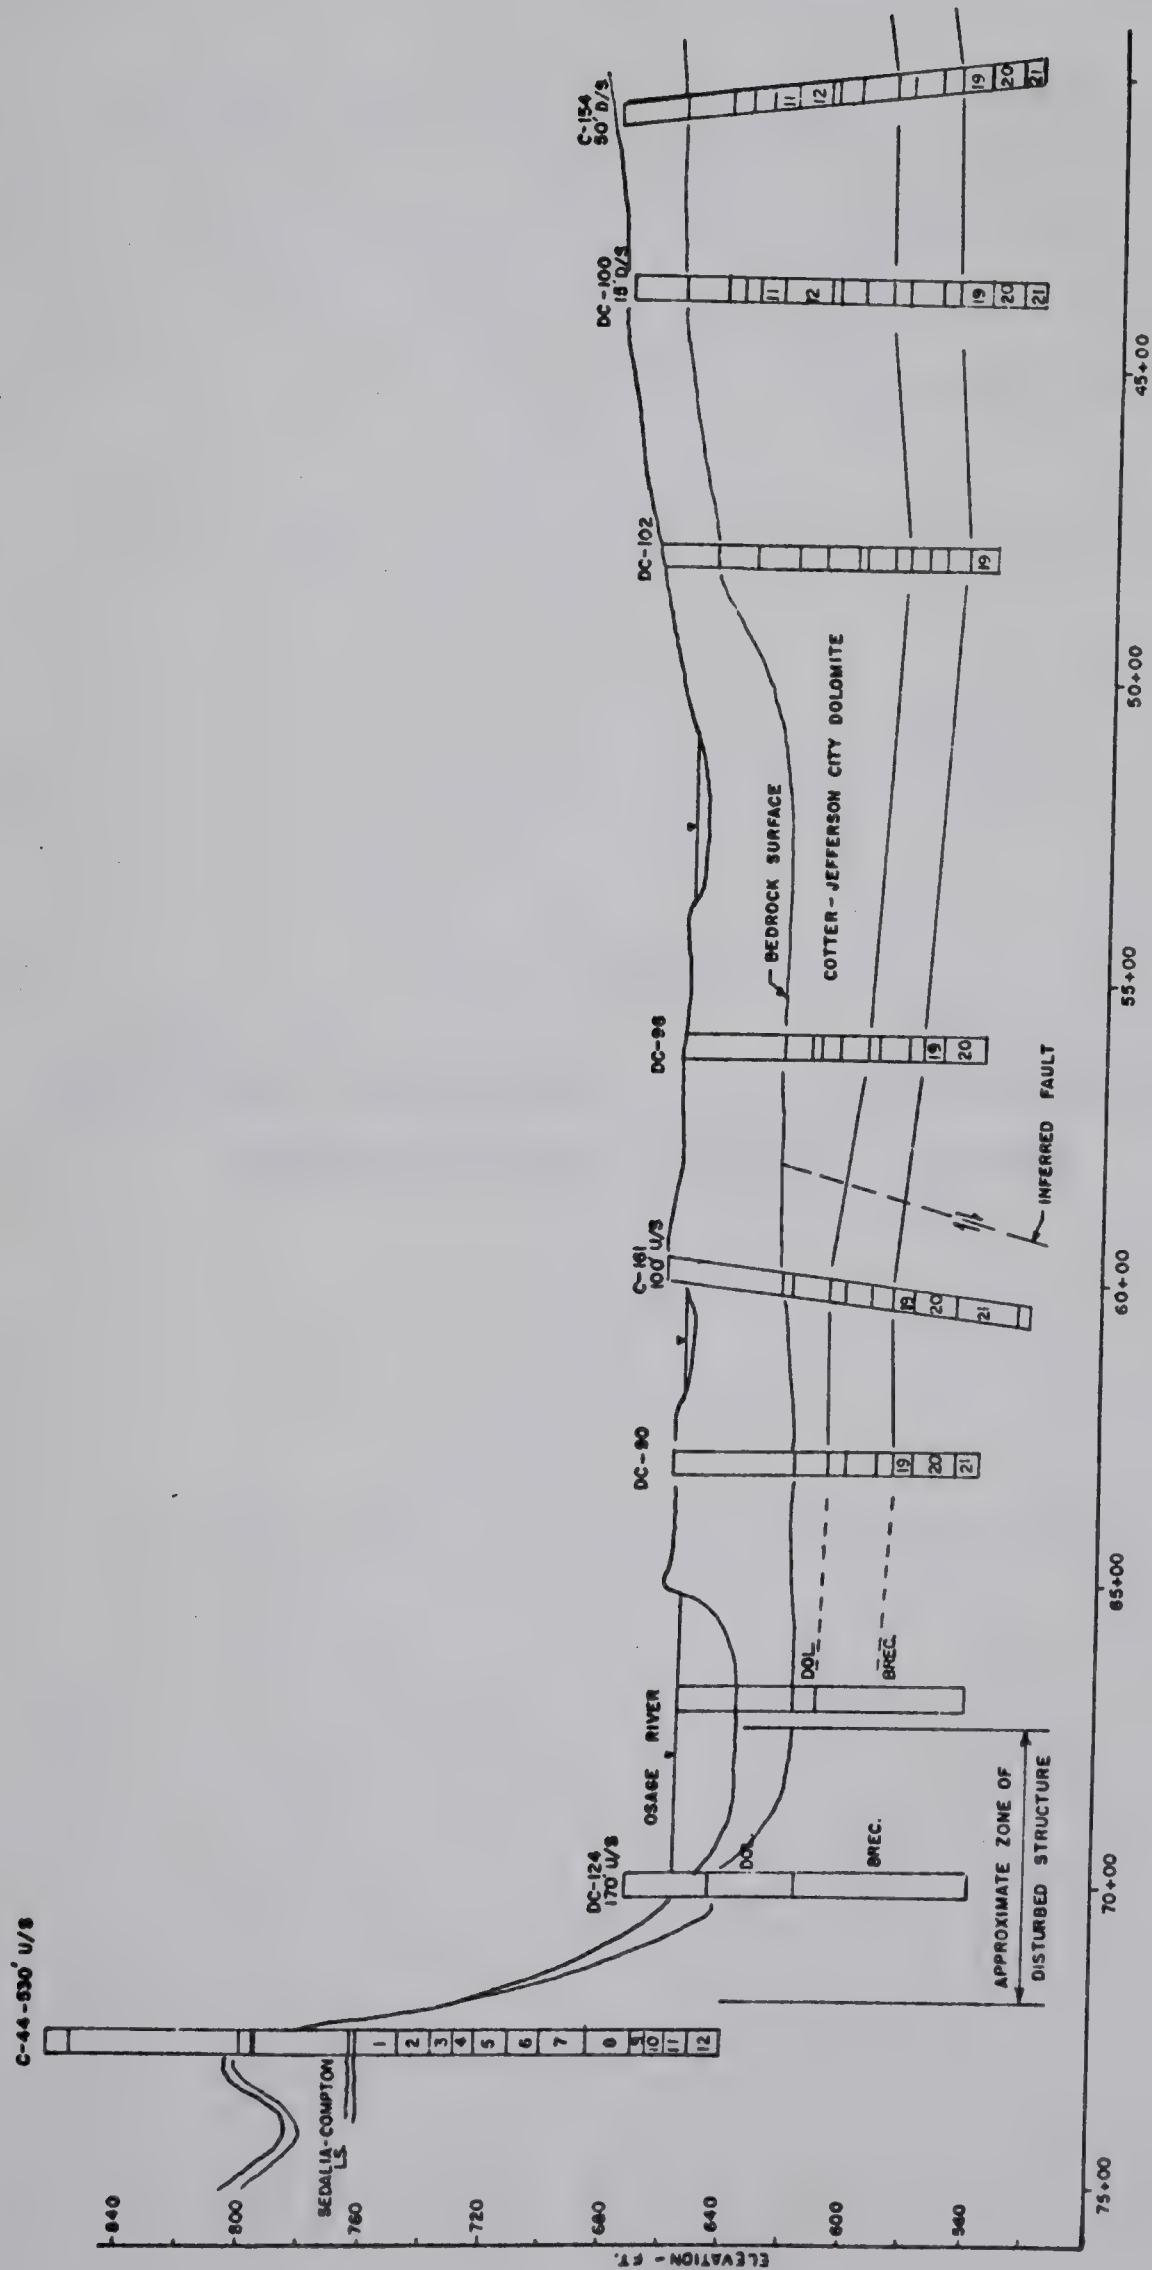 C-44-530' U/S
840
800
760
720
680
640
600
560
ELEVATION - FT.
SEDALIA-COMPTON
LS.
1
2
3
4
5
6
7
8
9
10
11
12
DC-124
170' U/S
DOL.
BREC.
OSAGE RIVER
DOL.
BREC.
APPROXIMATE ZONE OF
DISTURBED STRUCTURE
DC-90
19
20
21
C-161
100' U/S
19
20
21
INFERRED FAULT
DC-96
19
20
BEDROCK SURFACE
COTTER-JEFFERSON CITY DOLOMITE
DC-102
19
DC-100
15' D/S
11
12
19
20
21
C-154
50' D/S
11
12
19
20
21
75+00
70+00
65+00
60+00
55+00
50+00
45+00